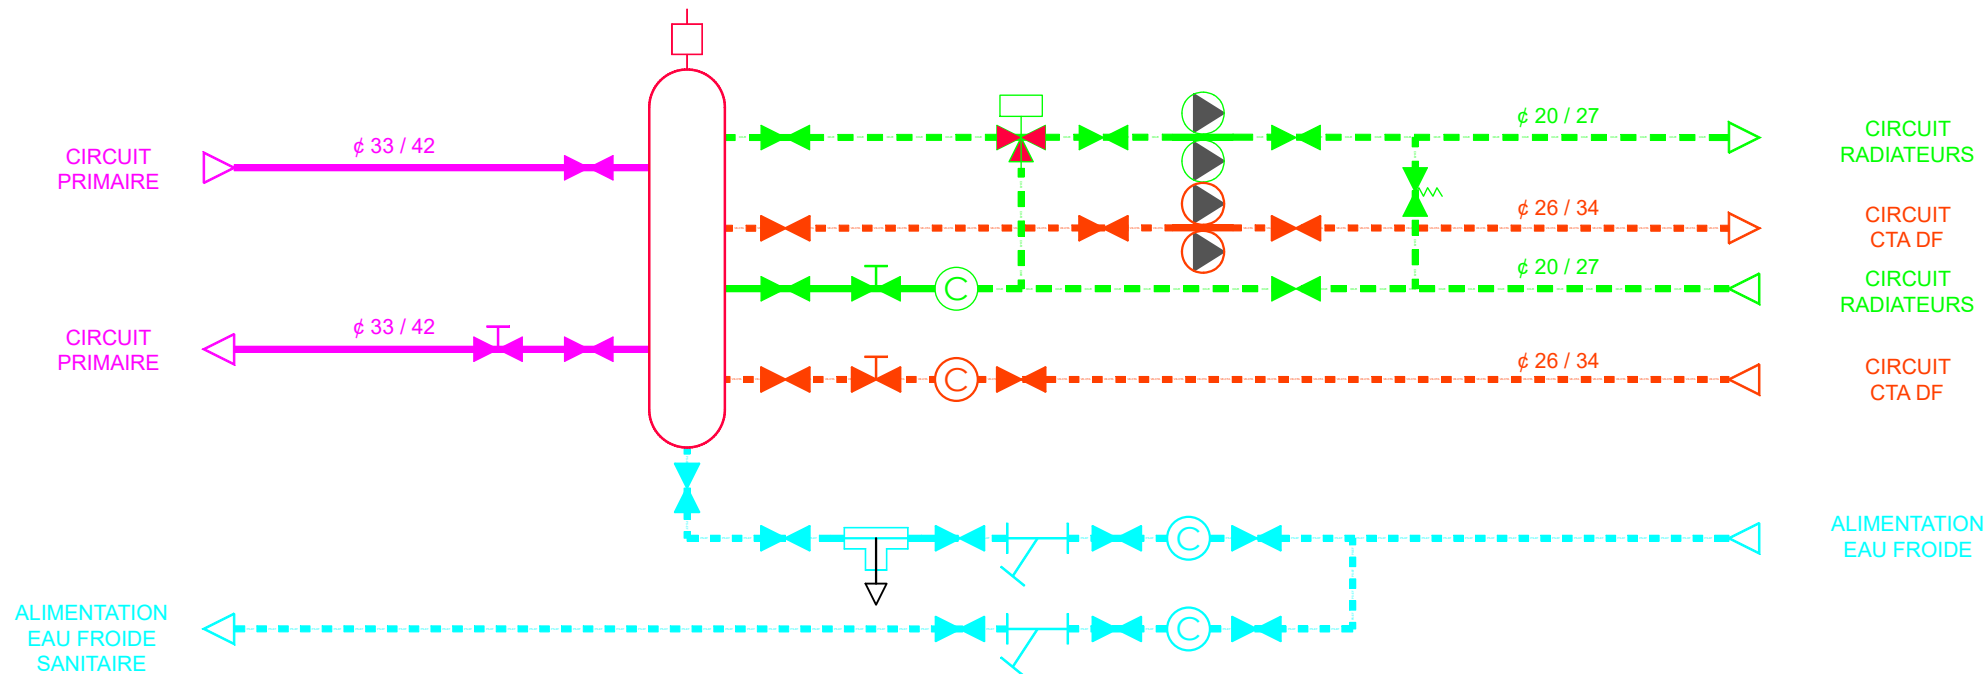 ¢ 20 / 27
CIRCUIT
RADIATEURS
¢ 33 / 42
CIRCUIT
PRIMAIRE
¢ 26 / 34
CIRCUIT
CTA DF
¢ 20 / 27
CIRCUIT
RADIATEURS
C
¢ 33 / 42
CIRCUIT
PRIMAIRE
¢ 26 / 34
CIRCUIT
CTA DF
C
ALIMENTATION
EAU FROIDE
C
ALIMENTATION
EAU FROIDE
SANITAIRE
C